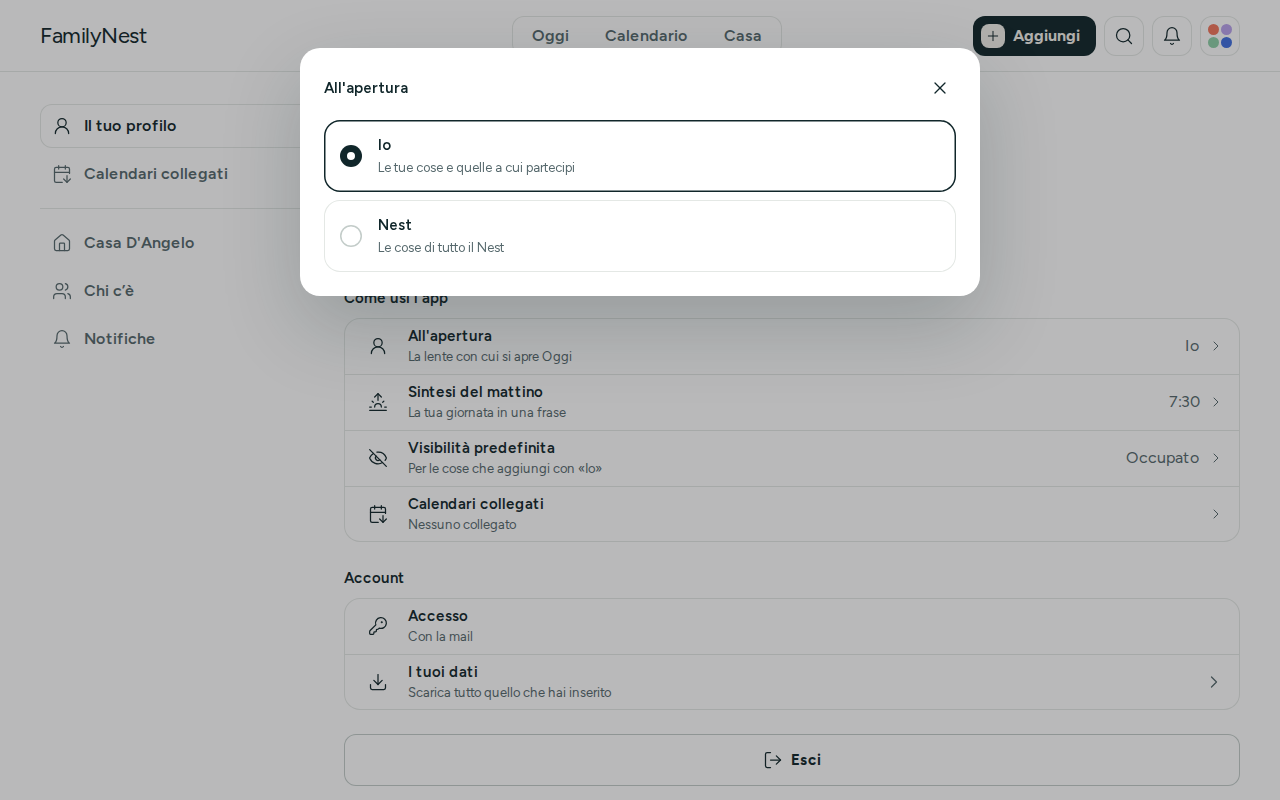 FamilyNest
Oggi
Calendario
Casa
Aggiungi
All'apertura
Io
Le tue cose e quelle a cui partecipi
Nest
Le cose di tutto il Nest
Il tuo profilo
Calendari collegati
Casa D'Angelo
Chi c’è
Notifiche
Come usi l'app
All'apertura
La lente con cui si apre Oggi
Io
Sintesi del mattino
La tua giornata in una frase
7:30
Visibilità predefinita
Per le cose che aggiungi con «Io»
Occupato
Calendari collegati
Nessuno collegato
Account
Accesso
Con la mail
I tuoi dati
Scarica tutto quello che hai inserito
Esci